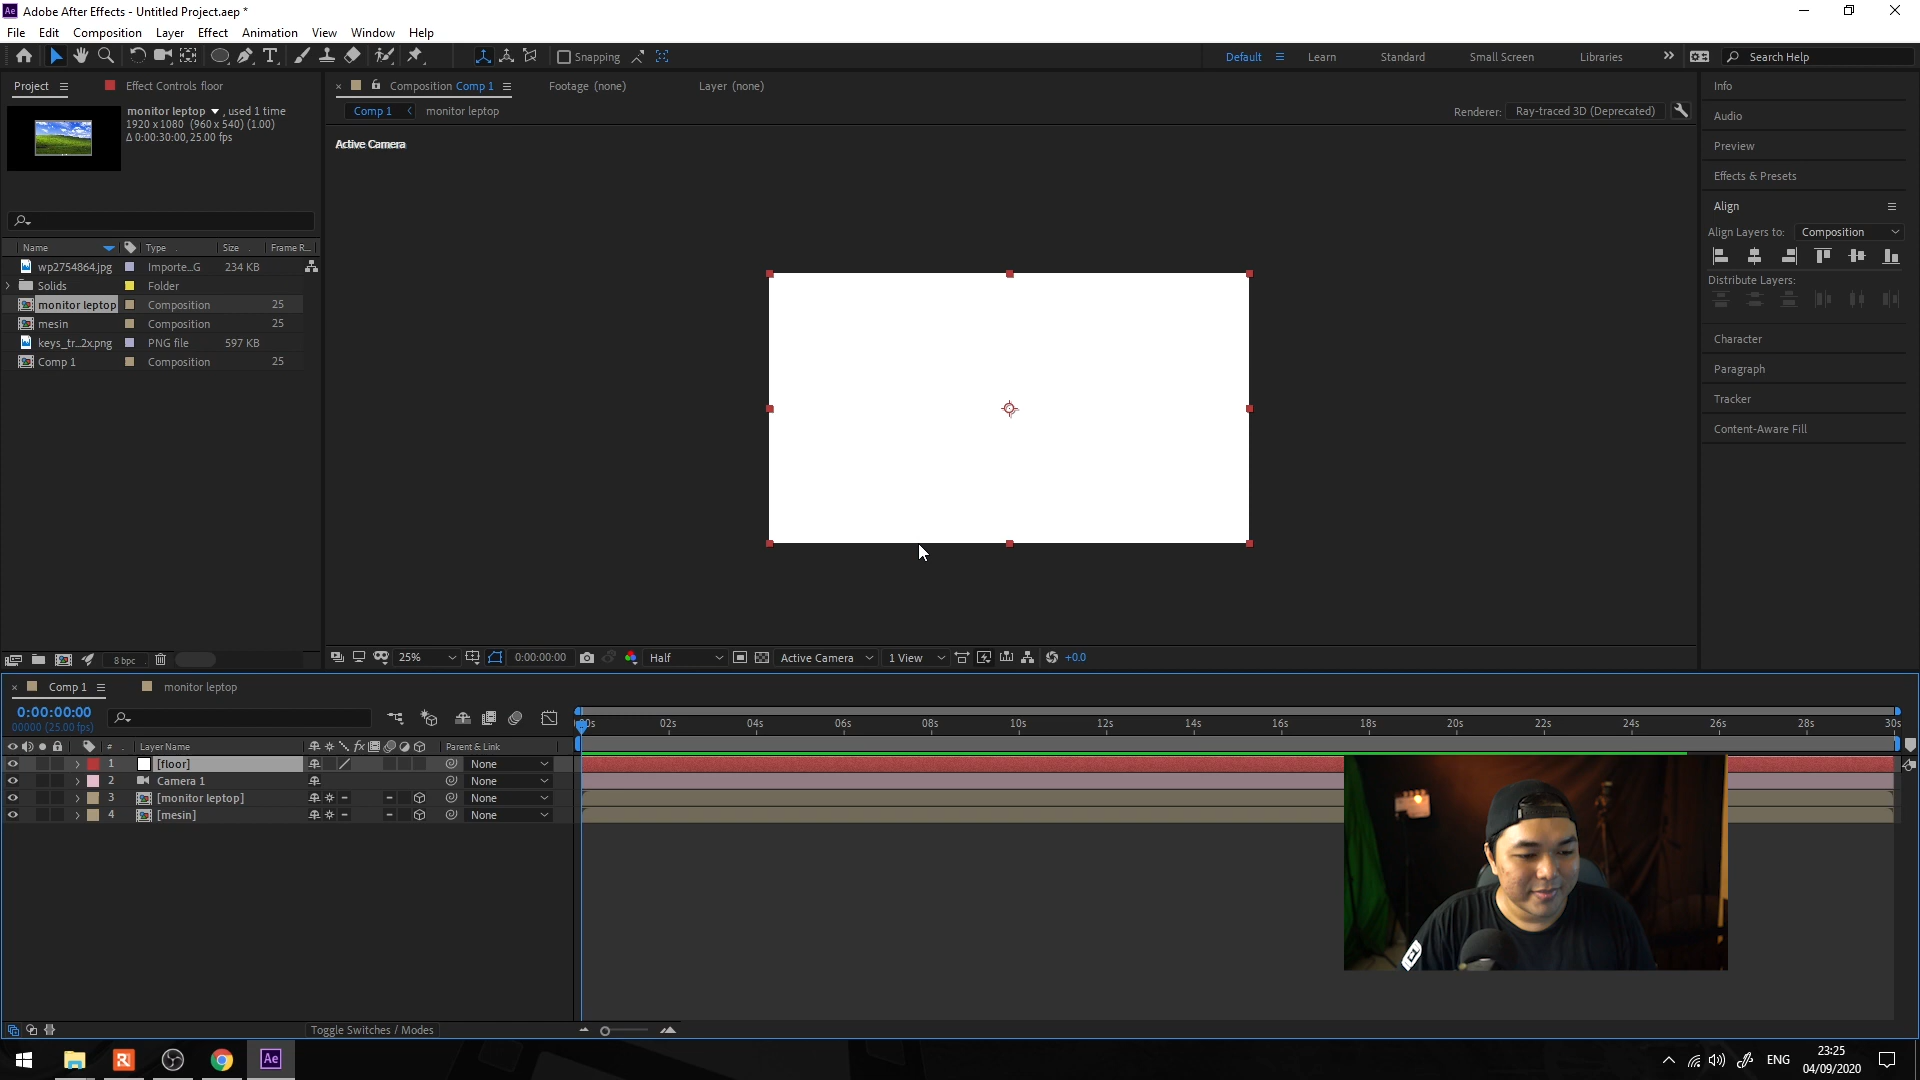 Ae Adobe After Effects - Untitled Project.aep *
File Edit Composition Layer Effect Animation View Window Help
Snapping Default Learn Standard Small Screen Libraries Search Help
Project Effect Controls floor
monitor leptop , used 1 time
1920 x 1080 (960 x 540) (1.00)
Δ 0:00:30:00, 25.00 fps
Name Type Size Frame R...
wp2754864.jpg Importe...G 234 KB
Solids Folder
monitor leptop Composition 25
mesin Composition 25
keys_tr...2x.png PNG file 597 KB
Comp 1 Composition 25
8 bpc
Composition Comp 1 Footage (none) Layer (none)
Comp 1 monitor leptop Renderer: Ray-traced 3D (Deprecated)
Active Camera
25% 0:00:00:00 Half Active Camera 1 View +0.0
Info
Audio
Preview
Effects & Presets
Align
Align Layers to: Composition
Distribute Layers:
Character
Paragraph
Tracker
Content-Aware Fill
Comp 1 monitor leptop
0:00:00:00
00000 (25.00 fps)
:00s 02s 04s 06s 08s 10s 12s 14s 16s 18s 20s 22s 24s 26s 28s 30s
# Layer Name fx Parent & Link
1 [floor] None
2 Camera 1 None
3 [monitor leptop] None
4 [mesin] None
Toggle Switches / Modes
Ae ENG
23:25
04/09/2020